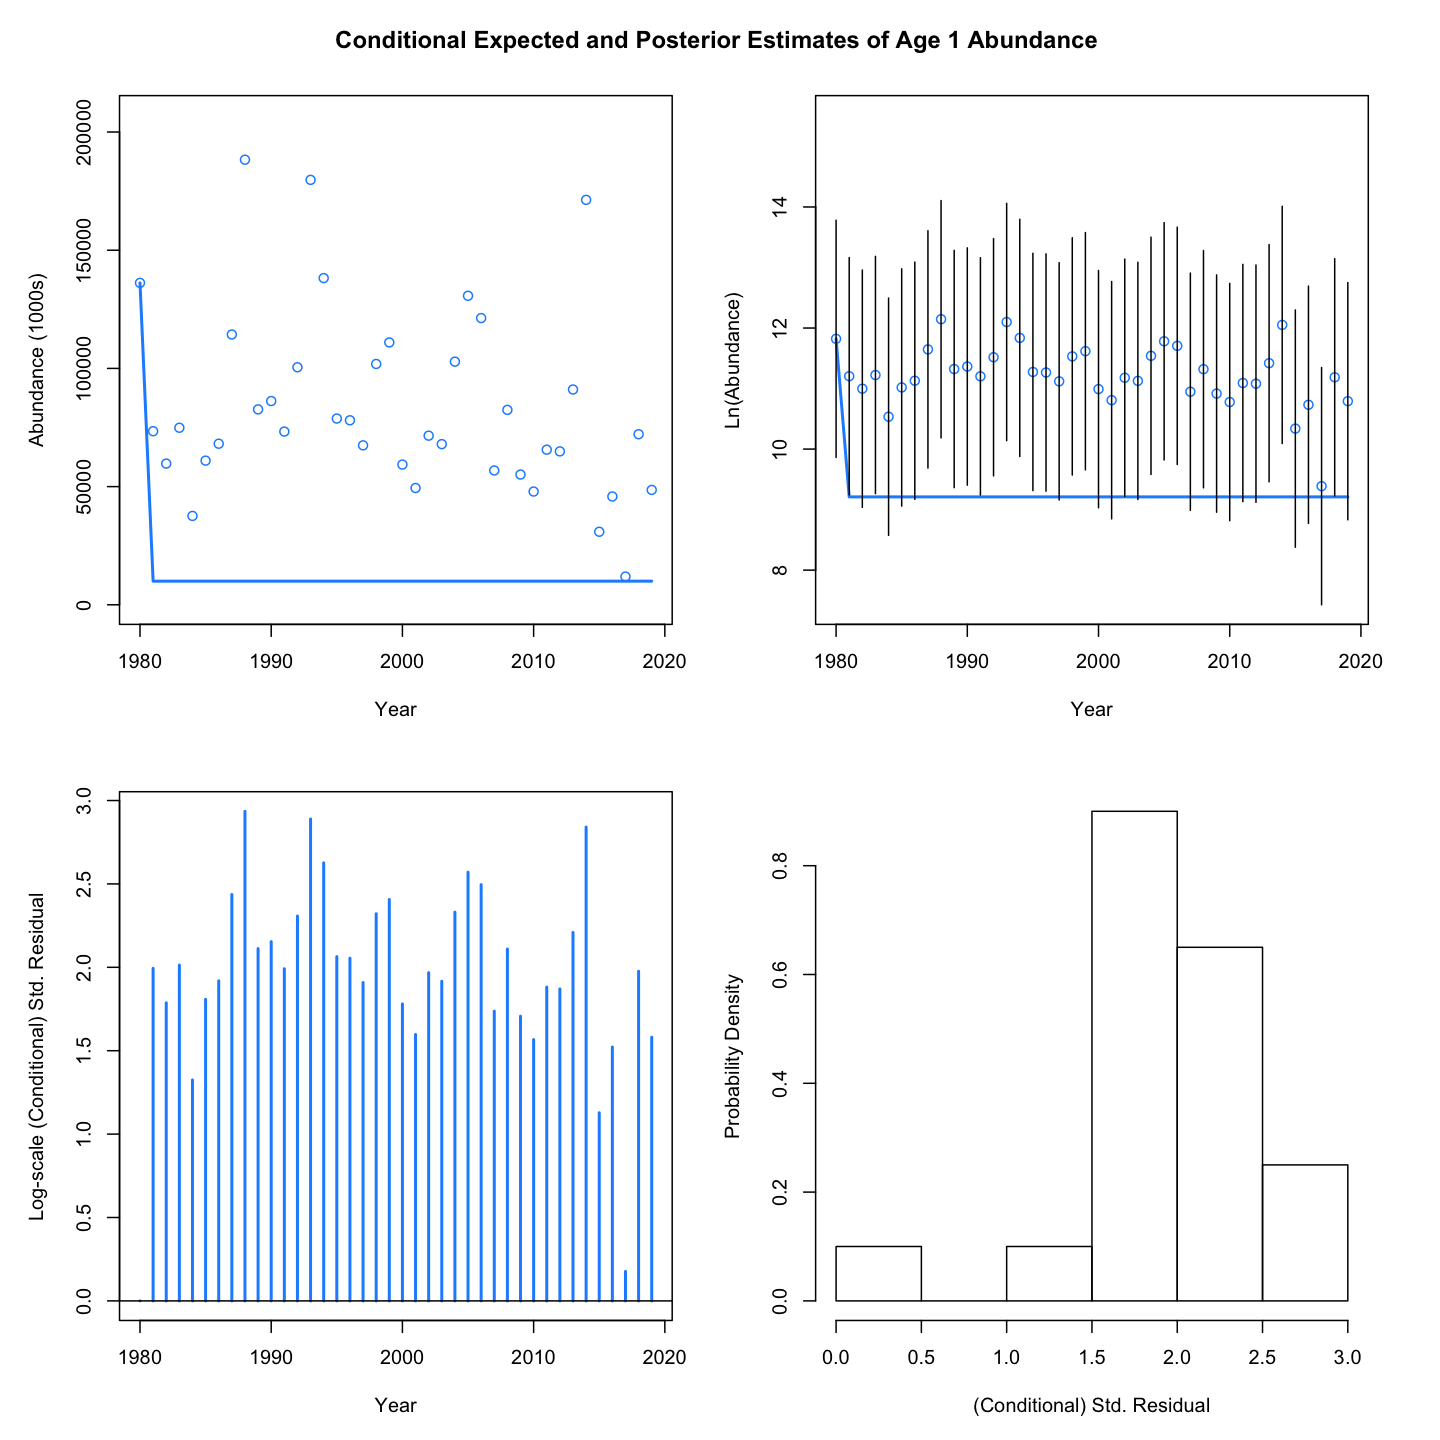 Conditional Expected and Posterior Estimates of Age 1 Abundance
Abundance (1000s)
200000
150000
100000
50000
0
1980 1990 2000 2010 2020
Year
Ln(Abundance)
14
12
10
8
1980 1990 2000 2010 2020
Year
Log-scale (Conditional) Std. Residual
3.0
2.5
2.0
1.5
1.0
0.5
0.0
1980 1990 2000 2010 2020
Year
Probability Density
0.8
0.6
0.4
0.2
0.0
0.0 0.5 1.0 1.5 2.0 2.5 3.0
(Conditional) Std. Residual